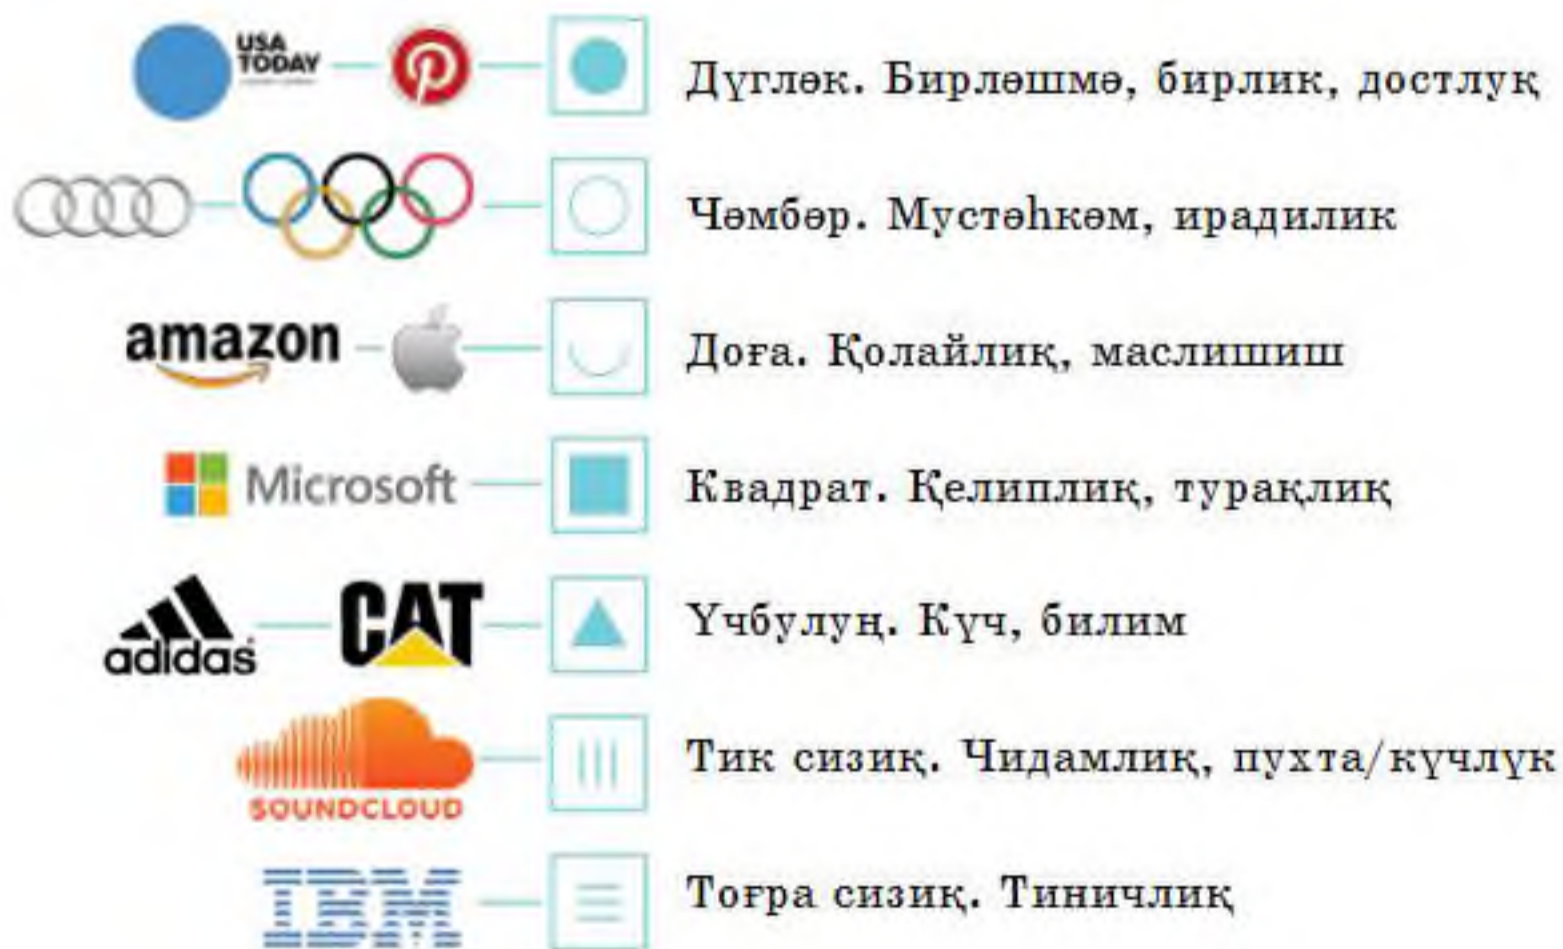 USA
TODAY
Дүгләк. Бирләшмә, бирлик, достлуқ
Чәмбәр. Мустәһкәм, ирадилик
amazon
Доға. Қолайлиқ, маслишиш
Microsoft
Квадрат. Қелиплиқ, турақлиқ
adidas
CAT
Үчбулуң. Күч, билим
SOUNDCLOUD
Тик сизиқ. Чидамлиқ, пухта/күчлүк
IBM
Тоғра сизиқ. Тиничлиқ